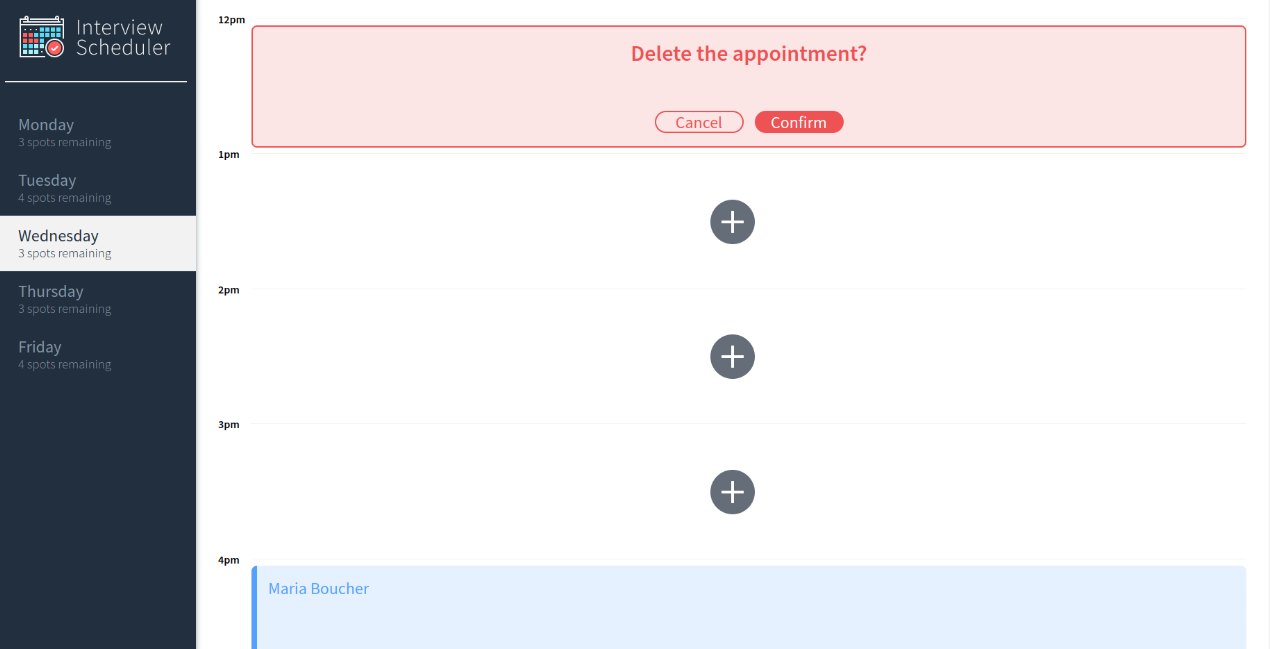 Interview
Scheduler
Monday
3 spots remaining
Tuesday
4 spots remaining
Wednesday
3 spots remaining
Thursday
3 spots remaining
Friday
4 spots remaining
12pm
Delete the appointment?
Cancel Confirm
1pm
2pm
3pm
4pm
Maria Boucher